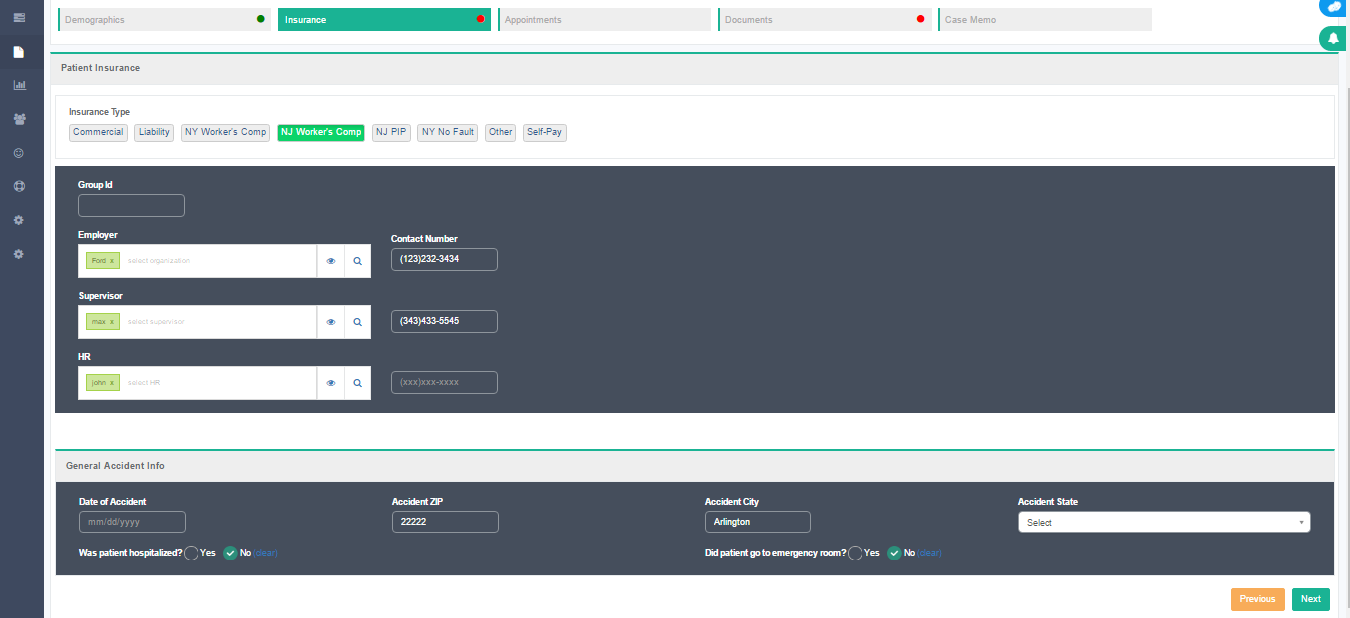 Demographics Insurance Appointments Documents Case Memo
Patient Insurance
Insurance Type
Commercial Liability NY Worker's Comp NJ Worker's Comp NJ PIP NY No Fault Other Self-Pay
Group Id
Employer Contact Number
Ford x select organization (123)232-3434
Supervisor
max x select supervisor (343)433-5545
HR
john x select HR (xxx)xxx-xxxx
General Accident Info
Date of Accident Accident ZIP Accident City Accident State
mm/dd/yyyy 22222 Arlington Select
Was patient hospitalized? Yes No (clear) Did patient go to emergency room? Yes No (clear)
Previous Next